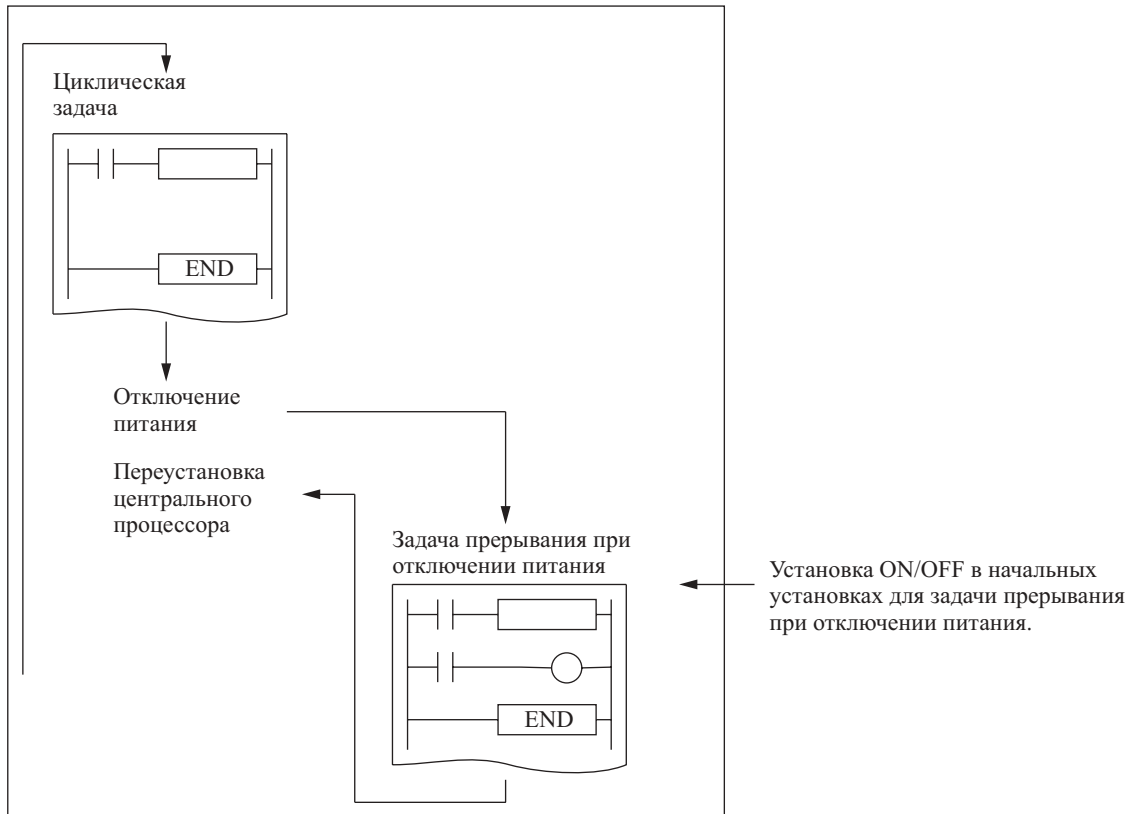 Циклическая
задача
END
Отключение
питания
Переустановка
центрального
процессора
Задача прерывания при
отключении питания
END
Установка ON/OFF в начальных
установках для задачи прерывания
при отключении питания.